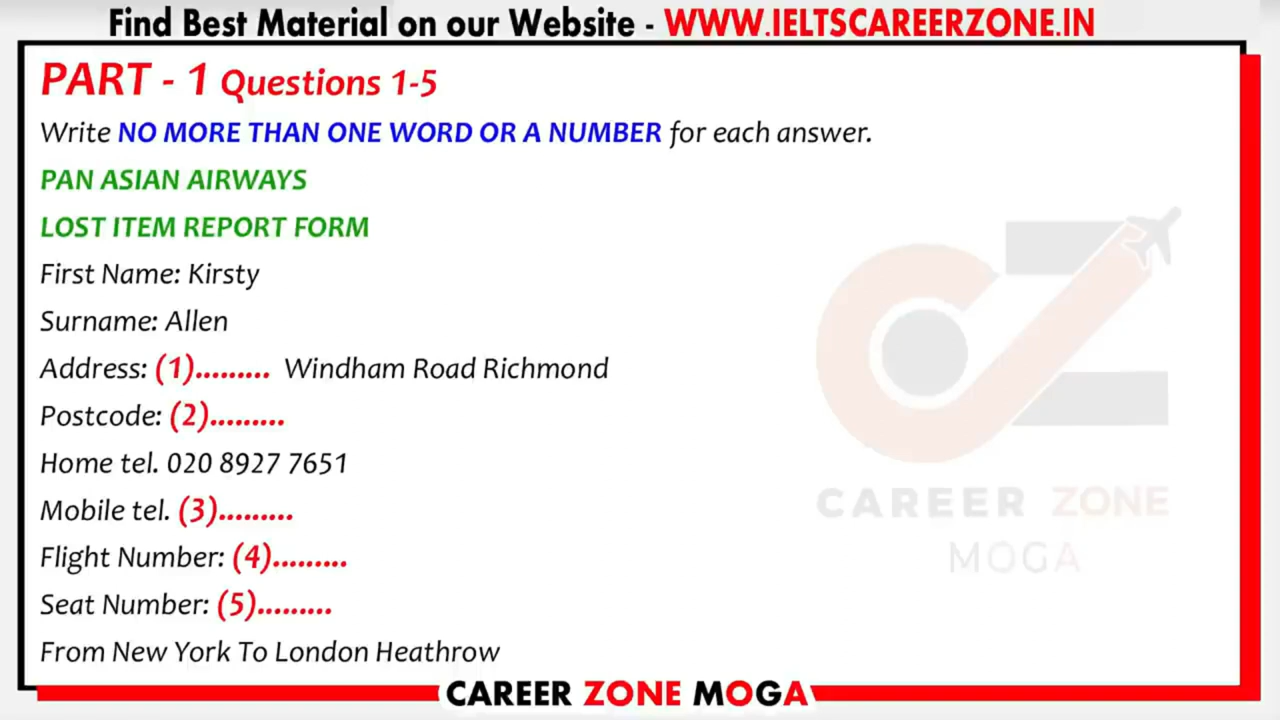 Find Best Material on our Website - WWW.IELTSCAREERZONE.IN
PART - 1 Questions 1-5
Write NO MORE THAN ONE WORD OR A NUMBER for each answer.
PAN ASIAN AIRWAYS
LOST ITEM REPORT FORM
First Name: Kirsty
Surname: Allen
Address: (1)......... Windham Road Richmond
Postcode: (2).........
Home tel. 020 8927 7651
Mobile tel. (3).........
Flight Number: (4).........
Seat Number: (5).........
From New York To London Heathrow
CZ
CAREER ZONE
MOGA
CAREER ZONE MOGA